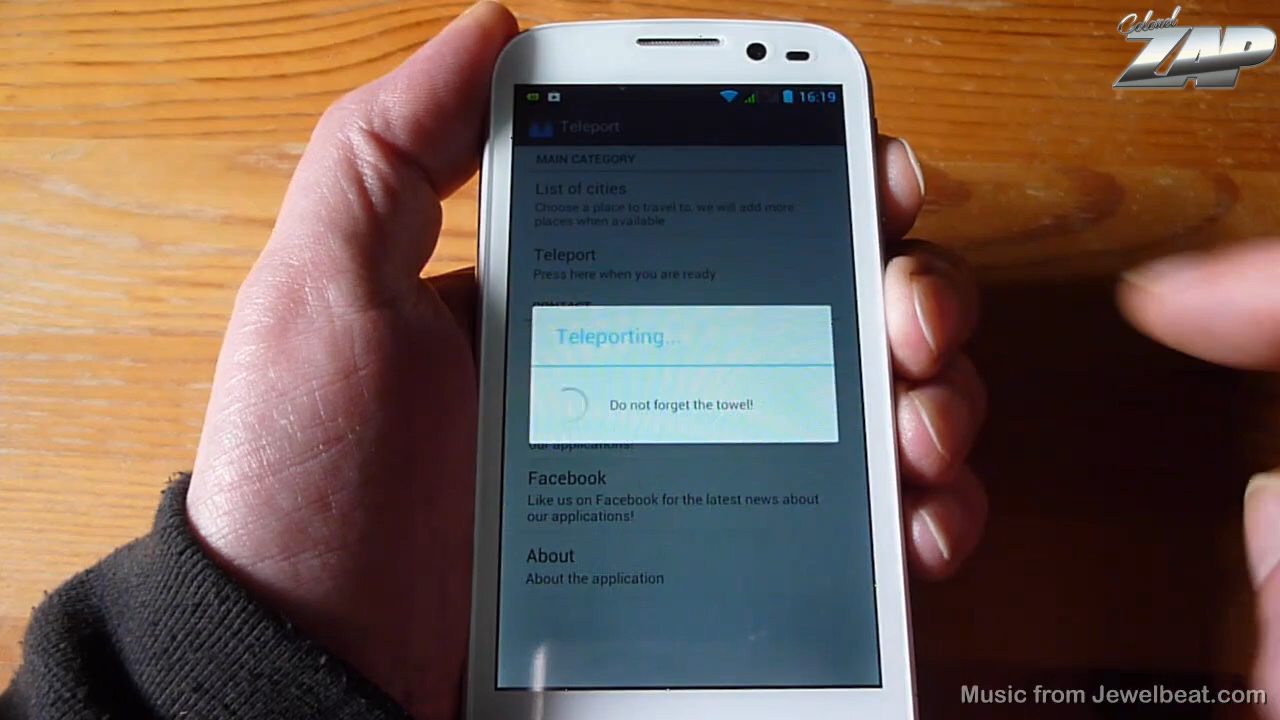 Colonel
ZAP
16:19
Teleport
MAIN CATEGORY
List of cities
Choose a place to travel to, we will add more
places when available
Teleport
Press here when you are ready
CONTACT
Teleporting...
Do not forget the towel!
our applications!
Facebook
Like us on Facebook for the latest news about
our applications!
About
About the application
Music from Jewelbeat.com